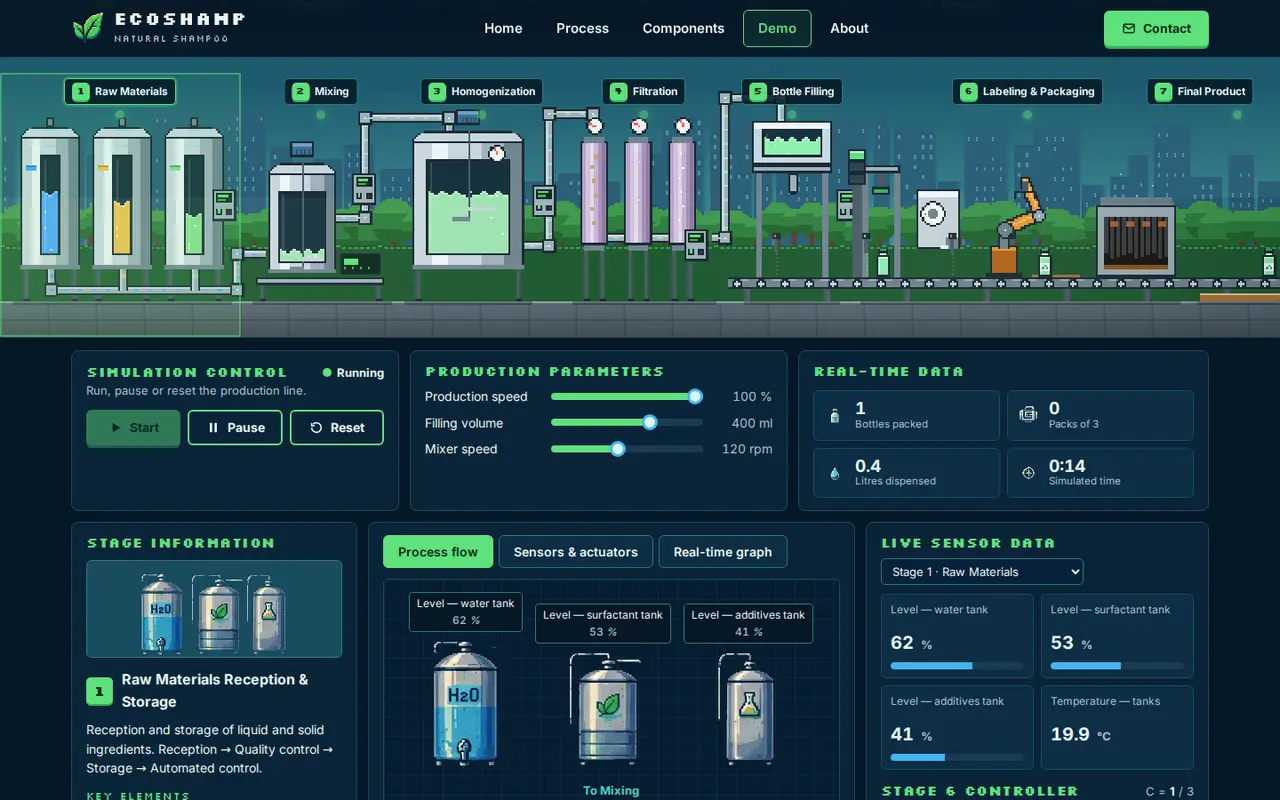 ECOSHAMP
NATURAL SHAMPOO
Home
Process
Components
Demo
About
Contact
1 Raw Materials
2 Mixing
3 Homogenization
4 Filtration
5 Bottle Filling
6 Labeling & Packaging
7 Final Product
SIMULATION CONTROL
Running
Run, pause or reset the production line.
Start
Pause
Reset
PRODUCTION PARAMETERS
Production speed 100 %
Filling volume 400 ml
Mixer speed 120 rpm
REAL-TIME DATA
1
Bottles packed
0
Packs of 3
0.4
Litres dispensed
0:14
Simulated time
STAGE INFORMATION
H₂O
1
Raw Materials Reception &
Storage
Reception and storage of liquid and solid
ingredients. Reception → Quality control →
Storage → Automated control.
KEY ELEMENTS
Process flow
Sensors & actuators
Real-time graph
Level — water tank
62 %
Level — surfactant tank
53 %
Level — additives tank
41 %
H₂O
To Mixing
LIVE SENSOR DATA
Stage 1 · Raw Materials
Level — water tank
62 %
Level — surfactant tank
53 %
Level — additives tank
41 %
Temperature — tanks
19.9 °C
STAGE 6 CONTROLLER
C = 1 / 3